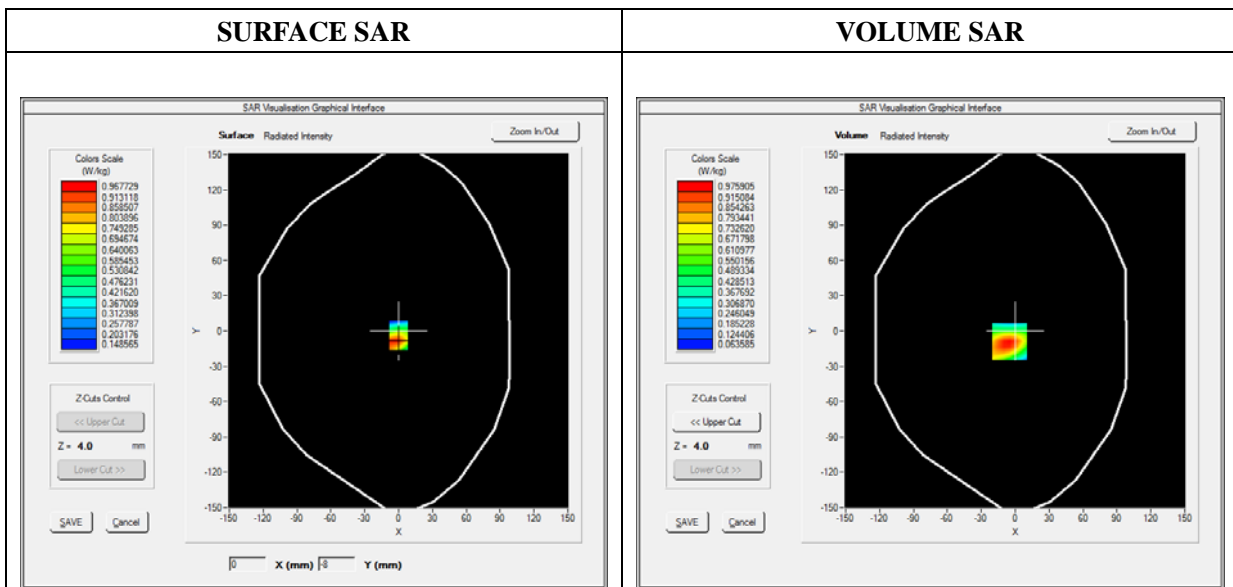 SURFACE SAR
VOLUME SAR
SAR Visualisation Graphical Interface
Surface Radiated Intensity
Zoom In/Out
Colors Scale
(W/kg)
0.967729
0.913118
0.858507
0.803896
0.749285
0.694674
0.640063
0.585453
0.530842
0.476231
0.421620
0.367009
0.312398
0.257787
0.203176
0.148565
Z-Cuts Control
<< Upper Cut
Z = 4.0 mm
Lower Cut >>
SAVE Cancel
150
120
90
60
30
0
-30
-60
-90
-120
-150
Y
-150 -120 -90 -60 -30 0 30 60 90 120 150
X
0 X (mm) -8 Y (mm)
SAR Visualisation Graphical Interface
Volume Radiated Intensity
Zoom In/Out
Colors Scale
(W/kg)
0.975905
0.915084
0.854263
0.793441
0.732620
0.671798
0.610977
0.550156
0.489334
0.428513
0.367692
0.306870
0.246049
0.185228
0.124406
0.063585
Z-Cuts Control
<< Upper Cut
Z = 4.0 mm
Lower Cut >>
SAVE Cancel
150
120
90
60
30
0
-30
-60
-90
-120
-150
Y
-150 -120 -90 -60 -30 0 30 60 90 120 150
X